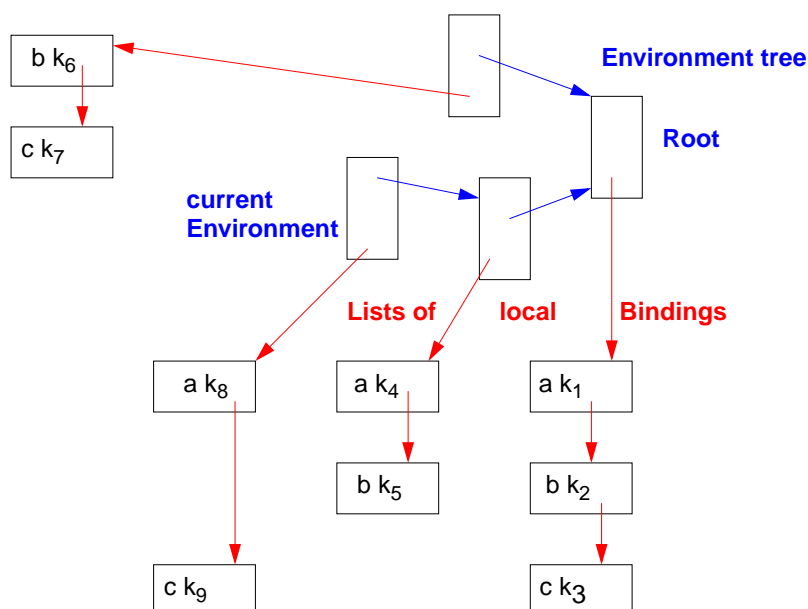 b k6
Environment tree
c k7
Root
current
Environment
Lists of local Bindings
a k8
a k4
a k1
b k5
b k2
c k9
c k3